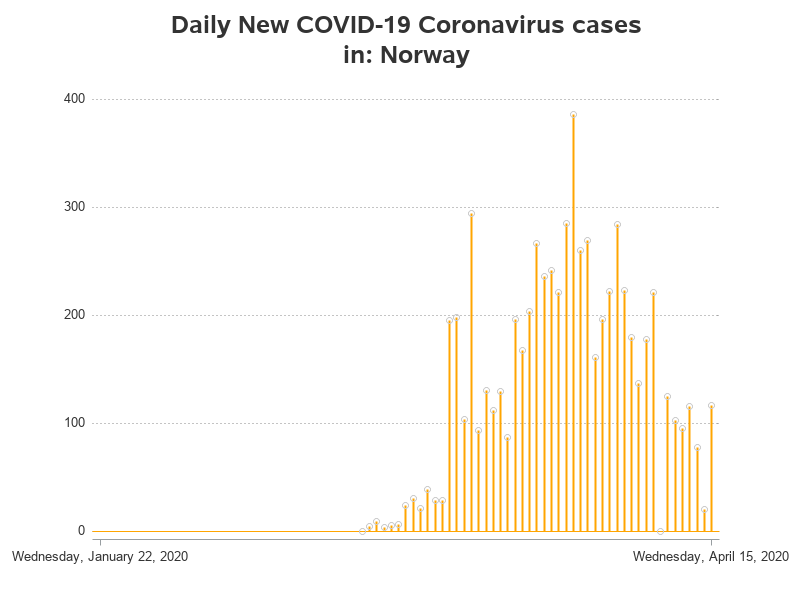 Daily New COVID-19 Coronavirus cases
in: Norway
400
300
200
100
0
Wednesday, January 22, 2020
Wednesday, April 15, 2020